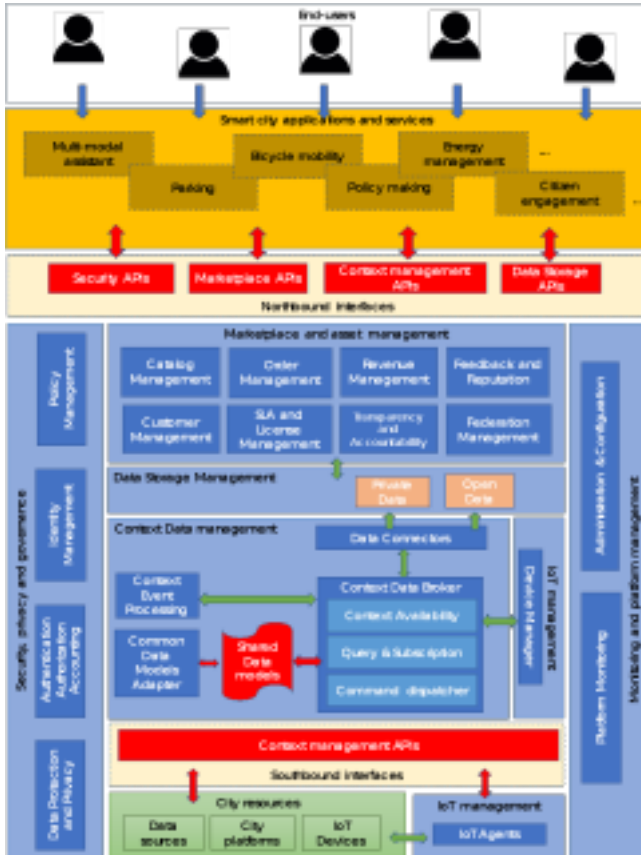 End-users
Smart city applications and services
Multi-modal
assistant
Parking
Bicycle mobility
Policy making
Energy
management
...
Citizen
engagement
...
Security APIs
Marketplace APIs
Context management
APIs
Data Storage
APIs
Northbound Interfaces
Security, privacy and governance
Policy
Management
Identity
Management
Authentication
Authorization
Accounting
Data Protection
and Privacy
Marketplace and asset management
Catalog
Management
Order
Management
Revenue
Management
Feedback and
Reputation
Customer
Management
SLA and
License
Management
Transparency
and
Accountability
Federation
Management
Data Storage Management
Private
Data
Open
Data
Context Data management
Data Connectors
Context
Event
Processing
Common
Data
Models
Adapter
Shared
Data
models
Context Data Broker
Context Availability
Query & Subscription
Command dispatcher
Device Manager
IoT management
Administration & Configuration
Platform Monitoring
Monitoring and platform management
Context management APIs
Southbound interfaces
City resources
Data
sources
City
platforms
IoT
Devices
IoT management
IoT Agents